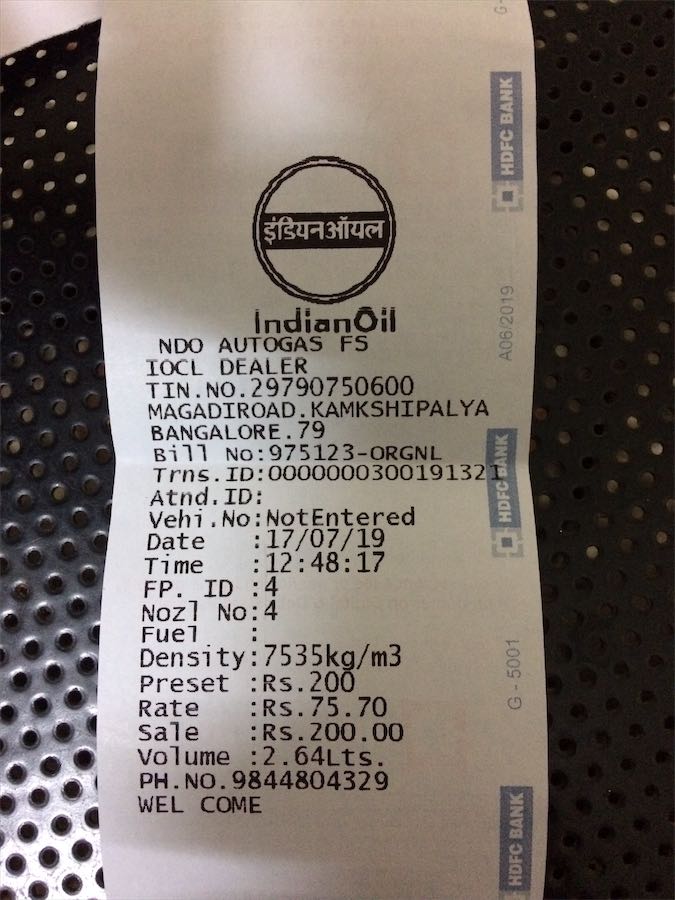 इंडियनऑयल
IndianOil
NDO AUTOGAS FS
IOCL DEALER
TIN.NO.29790750600
MAGADIROAD.KAMKSHIPALYA
BANGALORE.79
Bill No:975123-ORGNL
Trns.ID:0000000300191321
Atnd.ID:
Vehi.No:NotEntered
Date :17/07/19
Time :12:48:17
FP. ID :4
Nozl No:4
Fuel :
Density:7535kg/m3
Preset :Rs.200
Rate :Rs.75.70
Sale :Rs.200.00
Volume :2.64Lts.
PH.NO.9844804329
WEL COME
G-
HDFC BANK
A06/2019
HDFC BANK
G - 5001
HDFC BANK